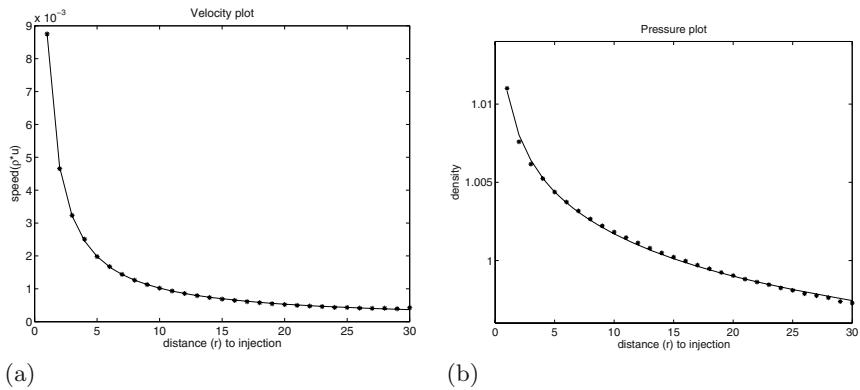 Velocity plot
x 10⁻³
9
8
7
6
5
4
3
2
1
0
speed(ρ*u)
0 5 10 15 20 25 30
distance (r) to injection
(a)
Pressure plot
1.01
1.005
1
density
0 5 10 15 20 25 30
distance (r) to injection
(b)